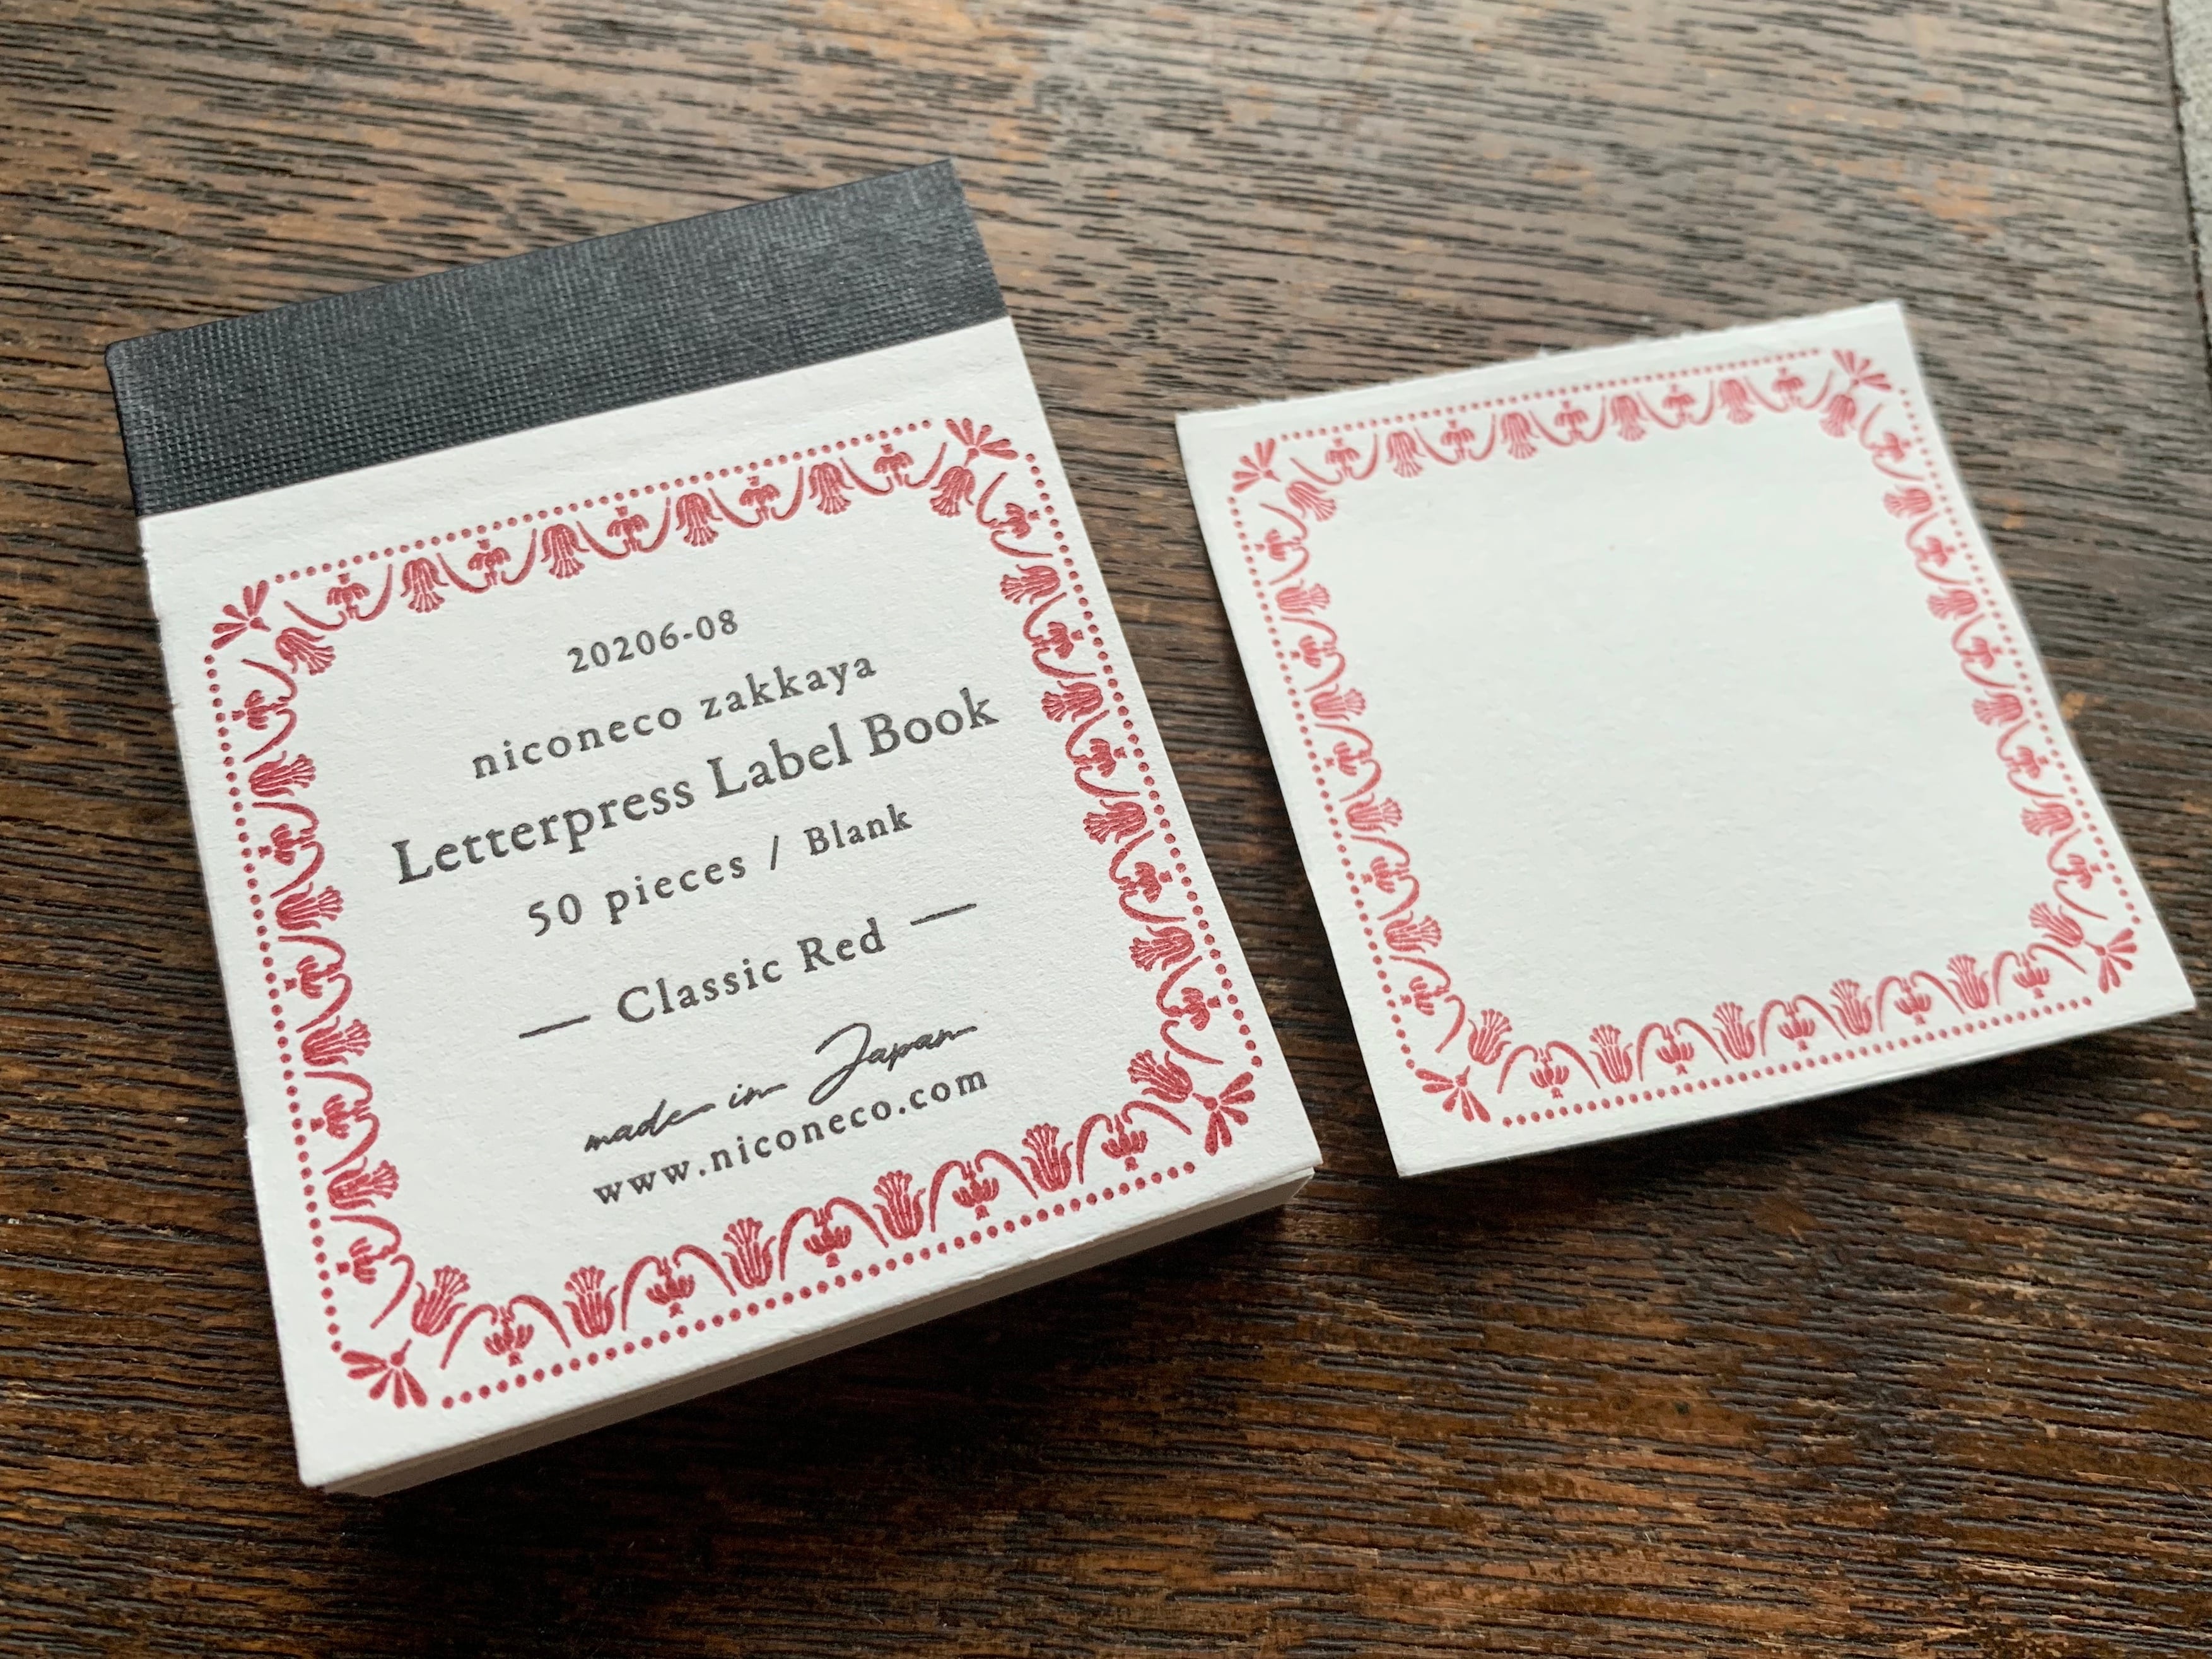 20206-08
niconeco zakkaya
Letterpress Label Book
50 pieces / Blank
— Classic Red —
made in Japan
www.niconeco.com